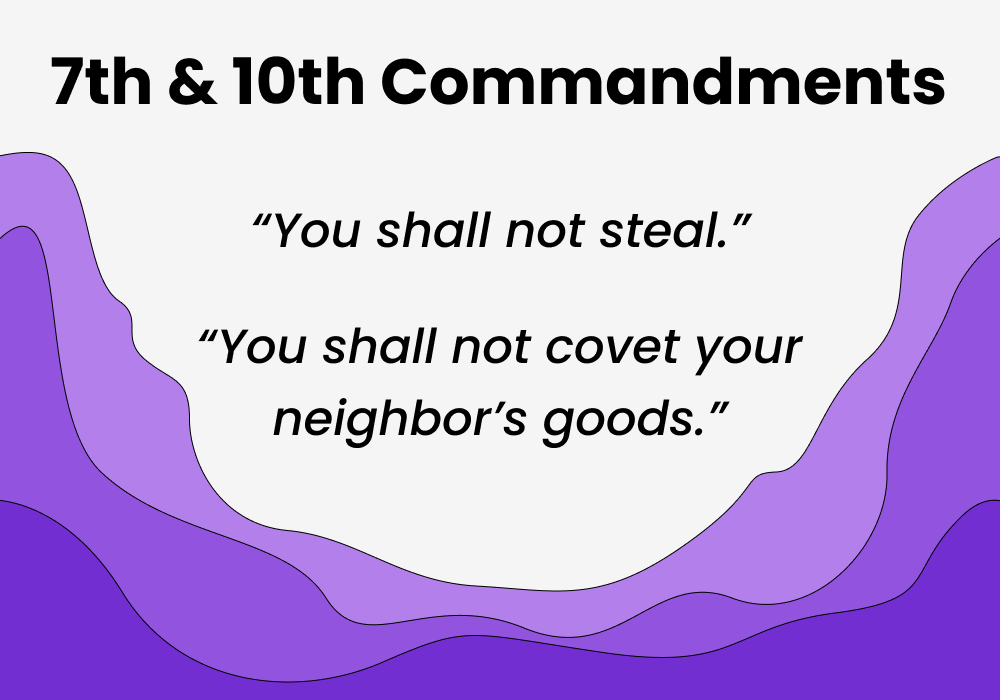 7th & 10th Commandments
“You shall not steal.”
“You shall not covet your
neighbor’s goods.”